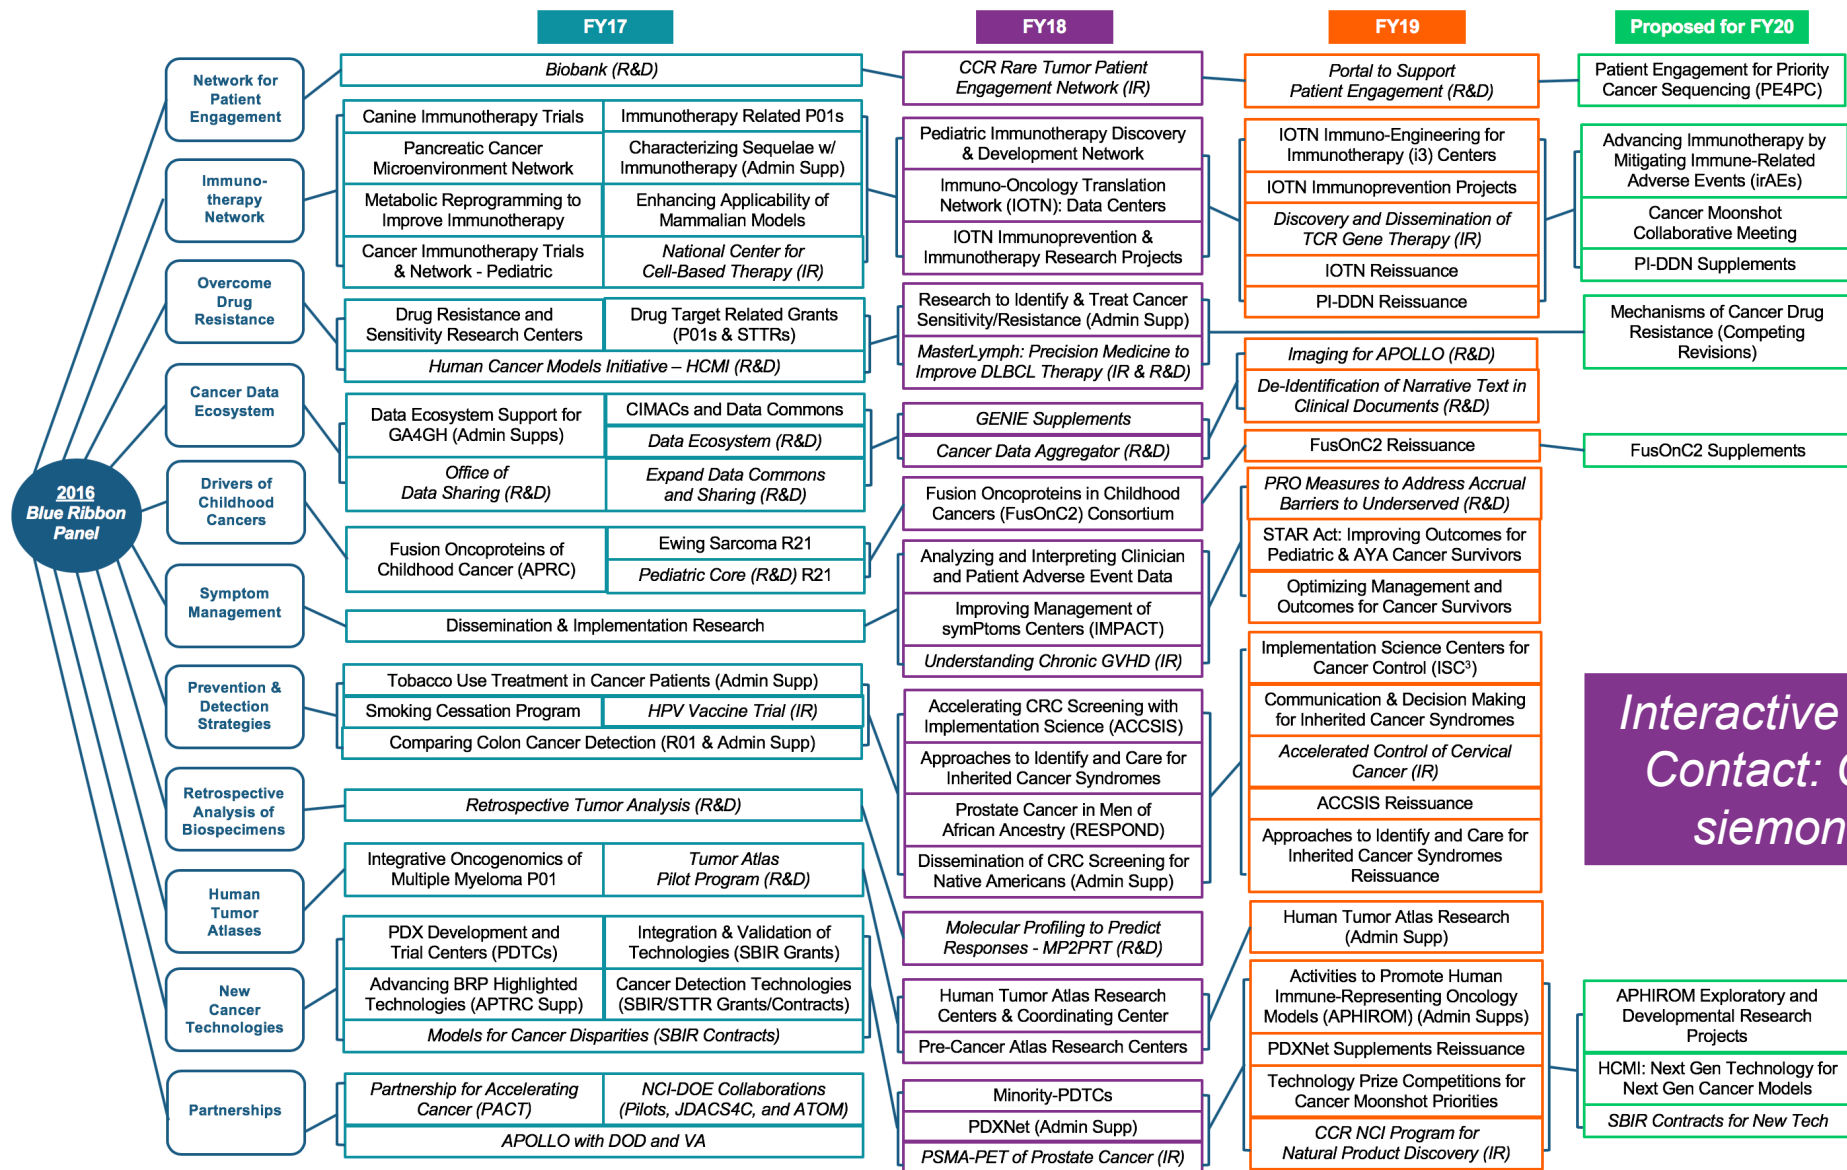 FY17
FY18
FY19
Proposed for FY20
2016
Blue Ribbon
Panel
Network for
Patient
Engagement
Immuno-
therapy
Network
Overcome
Drug
Resistance
Cancer Data
Ecosystem
Drivers of
Childhood
Cancers
Symptom
Management
Prevention &
Detection
Strategies
Retrospective
Analysis of
Biospecimens
Human
Tumor
Atlases
New
Cancer
Technologies
Partnerships
Biobank (R&D)
Canine Immunotherapy Trials
Immunotherapy Related P01s
Pancreatic Cancer
Microenvironment Network
Characterizing Sequelae w/
Immunotherapy (Admin Supp)
Metabolic Reprogramming to
Improve Immunotherapy
Enhancing Applicability of
Mammalian Models
Cancer Immunotherapy Trials
& Network - Pediatric
National Center for
Cell-Based Therapy (IR)
Drug Resistance and
Sensitivity Research Centers
Drug Target Related Grants
(P01s & STTRs)
Human Cancer Models Initiative – HCMI (R&D)
Data Ecosystem Support for
GA4GH (Admin Supps)
CIMACs and Data Commons
Data Ecosystem (R&D)
Office of
Data Sharing (R&D)
Expand Data Commons
and Sharing (R&D)
Fusion Oncoproteins of
Childhood Cancer (APRC)
Ewing Sarcoma R21
Pediatric Core (R&D) R21
Dissemination & Implementation Research
Tobacco Use Treatment in Cancer Patients (Admin Supp)
Smoking Cessation Program
HPV Vaccine Trial (IR)
Comparing Colon Cancer Detection (R01 & Admin Supp)
Retrospective Tumor Analysis (R&D)
Integrative Oncogenomics of
Multiple Myeloma P01
Tumor Atlas
Pilot Program (R&D)
PDX Development and
Trial Centers (PDTCs)
Integration & Validation of
Technologies (SBIR Grants)
Advancing BRP Highlighted
Technologies (APTRC Supp)
Cancer Detection Technologies
(SBIR/STTR Grants/Contracts)
Models for Cancer Disparities (SBIR Contracts)
Partnership for Accelerating
Cancer (PACT)
NCI-DOE Collaborations
(Pilots, JDACS4C, and ATOM)
APOLLO with DOD and VA
CCR Rare Tumor Patient
Engagement Network (IR)
Pediatric Immunotherapy Discovery
& Development Network
Immuno-Oncology Translation
Network (IOTN): Data Centers
IOTN Immunoprevention &
Immunotherapy Research Projects
Research to Identify & Treat Cancer
Sensitivity/Resistance (Admin Supp)
MasterLymph: Precision Medicine to
Improve DLBCL Therapy (IR & R&D)
GENIE Supplements
Cancer Data Aggregator (R&D)
Fusion Oncoproteins in Childhood
Cancers (FusOnC2) Consortium
Analyzing and Interpreting Clinician
and Patient Adverse Event Data
Improving Management of
symPtoms Centers (IMPACT)
Understanding Chronic GVHD (IR)
Accelerating CRC Screening with
Implementation Science (ACCSIS)
Approaches to Identify and Care for
Inherited Cancer Syndromes
Prostate Cancer in Men of
African Ancestry (RESPOND)
Dissemination of CRC Screening for
Native Americans (Admin Supp)
Molecular Profiling to Predict
Responses - MP2PRT (R&D)
Human Tumor Atlas Research
Centers & Coordinating Center
Pre-Cancer Atlas Research Centers
Minority-PDTCs
PDXNet (Admin Supp)
PSMA-PET of Prostate Cancer (IR)
Portal to Support
Patient Engagement (R&D)
IOTN Immuno-Engineering for
Immunotherapy (i3) Centers
IOTN Immunoprevention Projects
Discovery and Dissemination of
TCR Gene Therapy (IR)
IOTN Reissuance
PI-DDN Reissuance
Imaging for APOLLO (R&D)
De-Identification of Narrative Text in
Clinical Documents (R&D)
FusOnC2 Reissuance
PRO Measures to Address Accrual
Barriers to Underserved (R&D)
STAR Act: Improving Outcomes for
Pediatric & AYA Cancer Survivors
Optimizing Management and
Outcomes for Cancer Survivors
Implementation Science Centers for
Cancer Control (ISC³)
Communication & Decision Making
for Inherited Cancer Syndromes
Accelerated Control of Cervical
Cancer (IR)
ACCSIS Reissuance
Approaches to Identify and Care for
Inherited Cancer Syndromes
Reissuance
Human Tumor Atlas Research
(Admin Supp)
Activities to Promote Human
Immune-Representing Oncology
Models (APHIROM) (Admin Supps)
PDXNet Supplements Reissuance
Technology Prize Competitions for
Cancer Moonshot Priorities
CCR NCI Program for
Natural Product Discovery (IR)
Patient Engagement for Priority
Cancer Sequencing (PE4PC)
Advancing Immunotherapy by
Mitigating Immune-Related
Adverse Events (irAEs)
Cancer Moonshot
Collaborative Meeting
PI-DDN Supplements
Mechanisms of Cancer Drug
Resistance (Competing
Revisions)
FusOnC2 Supplements
Interactive
Contact:
siemon
APHIROM Exploratory and
Developmental Research
Projects
HCMI: Next Gen Technology for
Next Gen Cancer Models
SBIR Contracts for New Tech